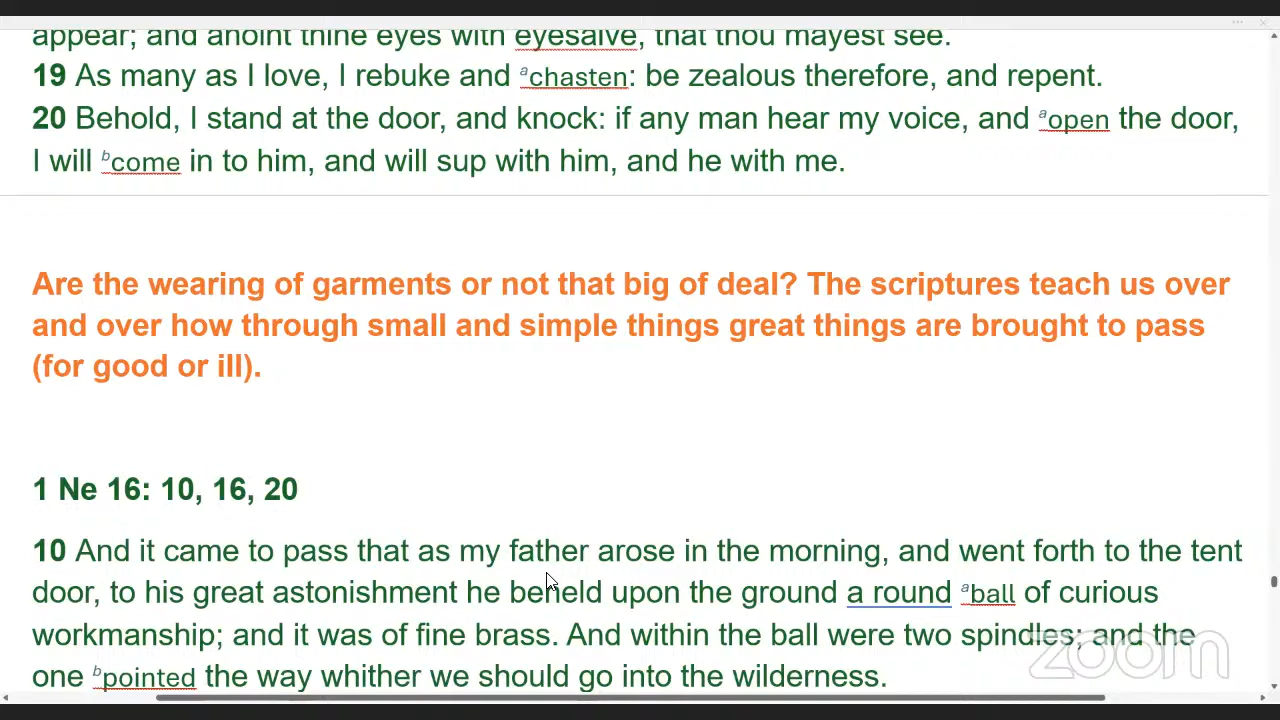 appear; and anoint thine eyes with eyesalve, that thou mayest see.
19 As many as I love, I rebuke and a chasten: be zealous therefore, and repent.
20 Behold, I stand at the door, and knock: if any man hear my voice, and a open the door,
I will b come in to him, and will sup with him, and he with me.
Are the wearing of garments or not that big of deal? The scriptures teach us over
and over how through small and simple things great things are brought to pass
(for good or ill).
1 Ne 16: 10, 16, 20
10 And it came to pass that as my father arose in the morning, and went forth to the tent
door, to his great astonishment he beheld upon the ground a round a ball of curious
workmanship; and it was of fine brass. And within the ball were two spindles; and the
one b pointed the way whither we should go into the wilderness.
zoom